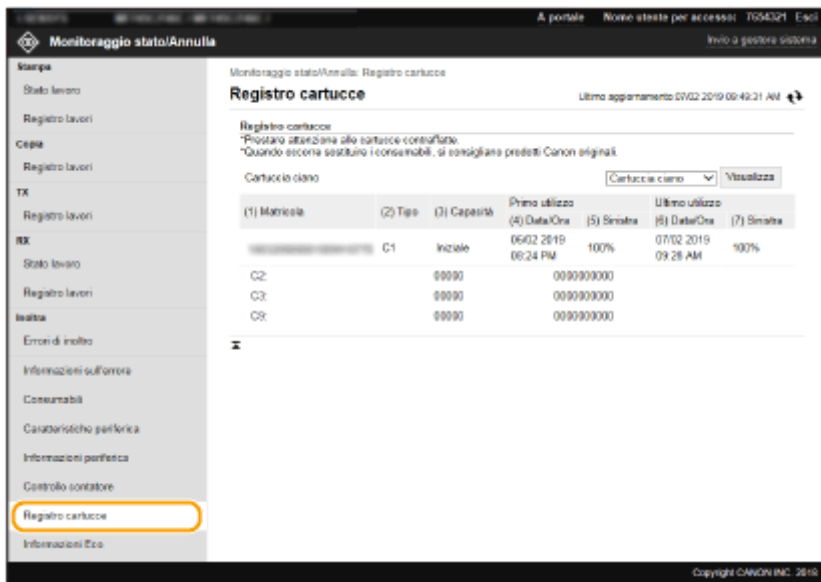 A portale Nome utente per accesso: 7654321 Esci
Monitoraggio stato/Annulla
Invio a gestore sistema
Stampa
Stato lavoro
Registro lavori
Copia
Registro lavori
TX
Registro lavori
RX
Stato lavoro
Registro lavori
Inoltra
Errori di inoltro
Informazioni sull'errore
Consumabili
Caratteristiche periferica
Informazioni periferica
Controllo contatore
Registro cartucce
Informazioni Eco
Monitoraggio stato/Annulla: Registro cartucce
Registro cartucce
Ultimo aggiornamento 07/02 2019 09:49:31 AM
Registro cartucce
*Prestare attenzione alle cartucce contraffatte.
*Quando occorre sostituire i consumabili, si consigliano prodotti Canon originali.
Cartuccia ciano Cartuccia ciano Visualizza
Primo utilizzo Ultimo utilizzo
(1) Matricola (2) Tipo (3) Capacità (4) Data/Ora (5) Sinistra (6) Data/Ora (7) Sinistra
C1 Iniziale 06/02 2019 08:24 PM 100% 07/02 2019 09:28 AM 100%
C2: 00000 0000000000
C3: 00000 0000000000
C9: 00000 0000000000
Copyright CANON INC. 2018